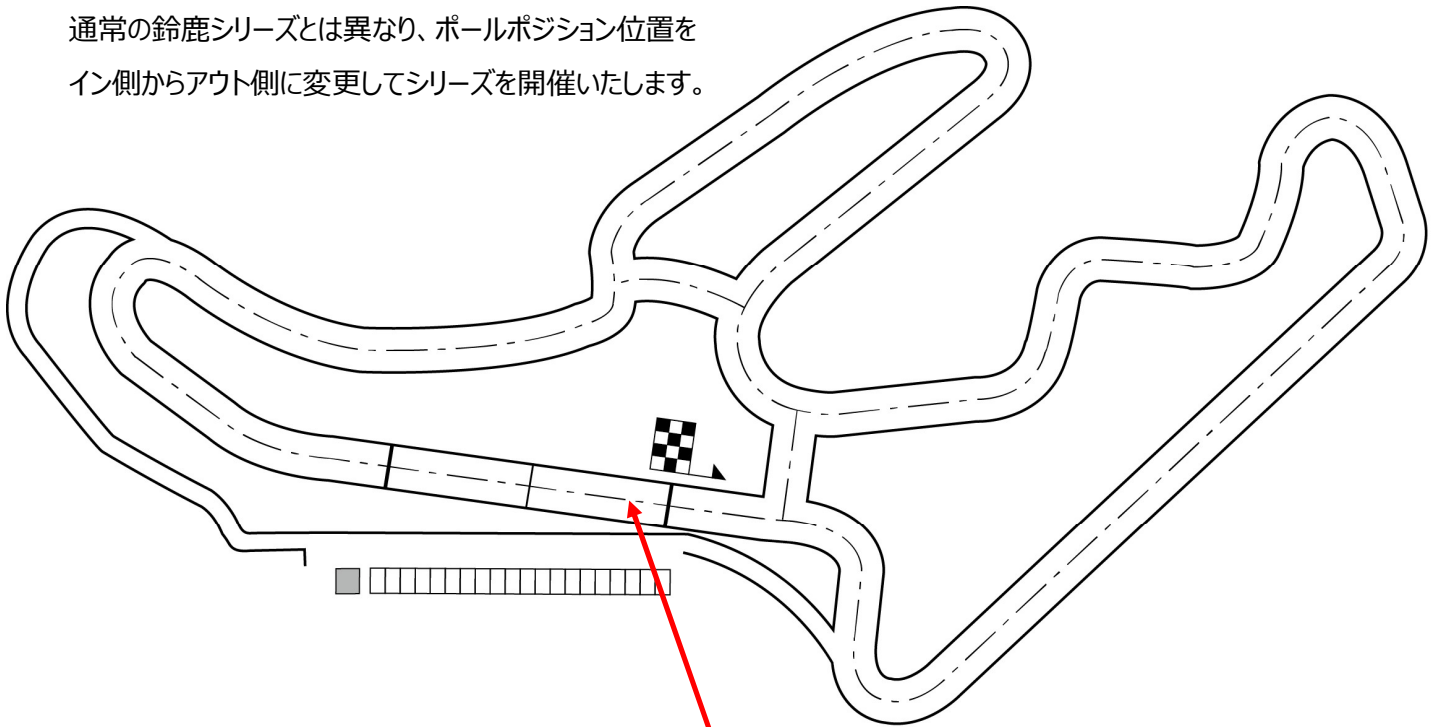 通常の鈴鹿シリーズとは異なり、ポールポジション位置を
イン側からアウト側に変更してシリーズを開催いたします。